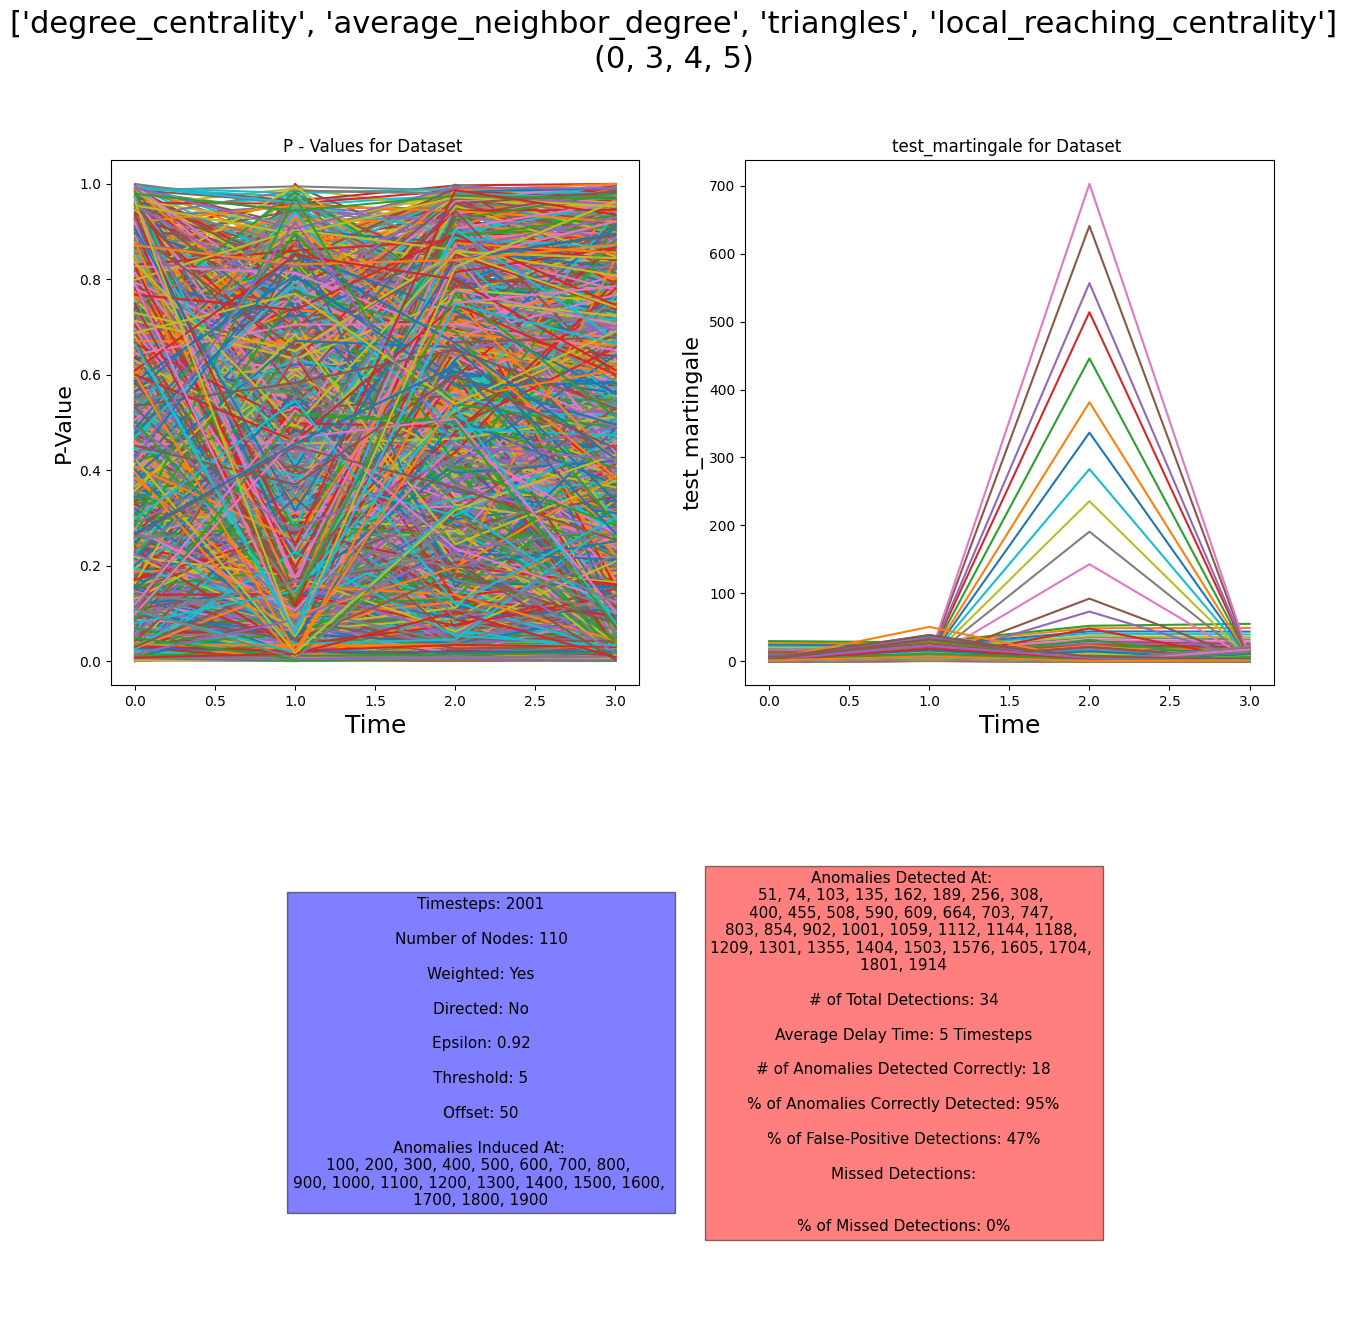 ['degree_centrality', 'average_neighbor_degree', 'triangles', 'local_reaching_centrality']
(0, 3, 4, 5)
P - Values for Dataset
1.0
0.8
0.6
0.4
0.2
0.0
P-Value
0.0 0.5 1.0 1.5 2.0 2.5 3.0
Time
test_martingale for Dataset
700
600
500
400
300
200
100
0
test_martingale
0.0 0.5 1.0 1.5 2.0 2.5 3.0
Time
Timesteps: 2001
Number of Nodes: 110
Weighted: Yes
Directed: No
Epsilon: 0.92
Threshold: 5
Offset: 50
Anomalies Induced At:
100, 200, 300, 400, 500, 600, 700, 800,
900, 1000, 1100, 1200, 1300, 1400, 1500, 1600,
1700, 1800, 1900
Anomalies Detected At:
51, 74, 103, 135, 162, 189, 256, 308,
400, 455, 508, 590, 609, 664, 703, 747,
803, 854, 902, 1001, 1059, 1112, 1144, 1188,
1209, 1301, 1355, 1404, 1503, 1576, 1605, 1704,
1801, 1914
# of Total Detections: 34
Average Delay Time: 5 Timesteps
# of Anomalies Detected Correctly: 18
% of Anomalies Correctly Detected: 95%
% of False-Positive Detections: 47%
Missed Detections:
% of Missed Detections: 0%